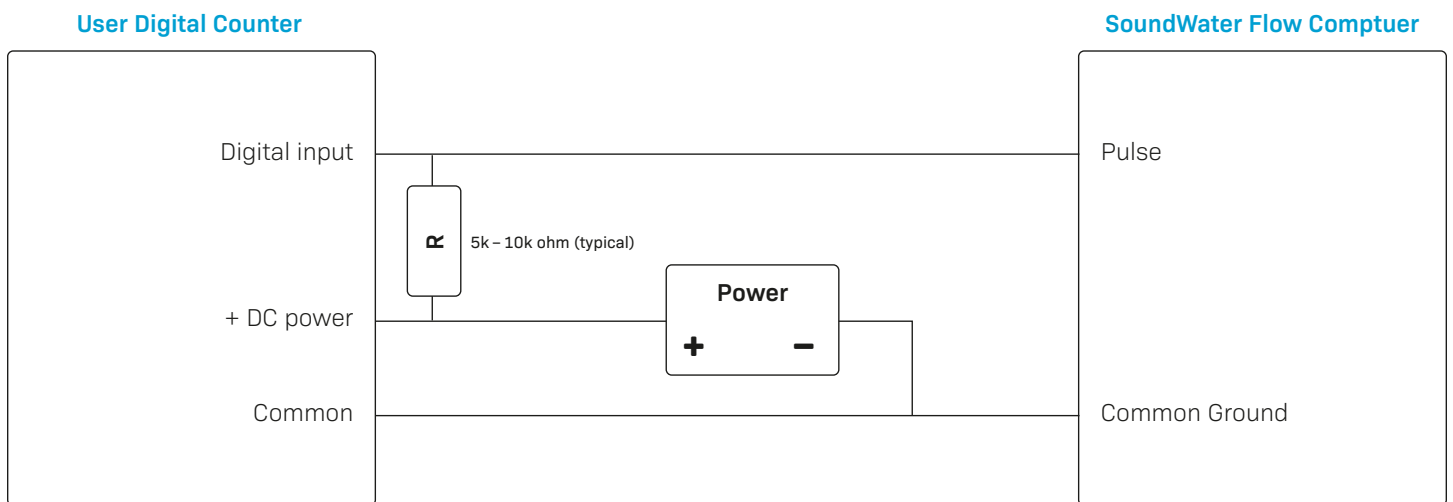 User Digital Counter
SoundWater Flow Comptuer
Digital input
Pulse
R
5k – 10k ohm (typical)
Power
+ DC power
+ –
Common
Common Ground